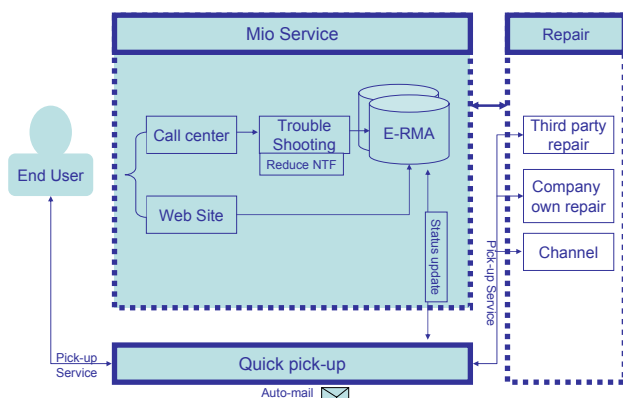 Mio Service
Repair
Call center
Trouble
Shooting
Reduce NTF
E-RMA
Third party
repair
End User
Company
own repair
Web Site
Status update
Pick-up Service
Channel
Pick-up
Service
Quick pick-up
Auto-mail